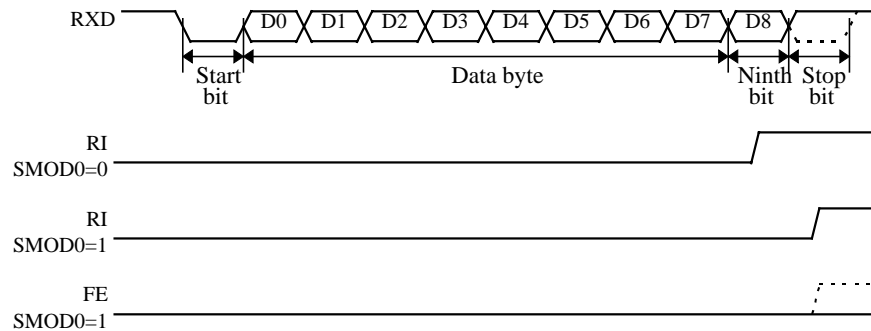 RXD D0 D1 D2 D3 D4 D5 D6 D7 D8
Start bit
Data byte
Ninth bit
Stop bit
RI
SMOD0=0
RI
SMOD0=1
FE
SMOD0=1